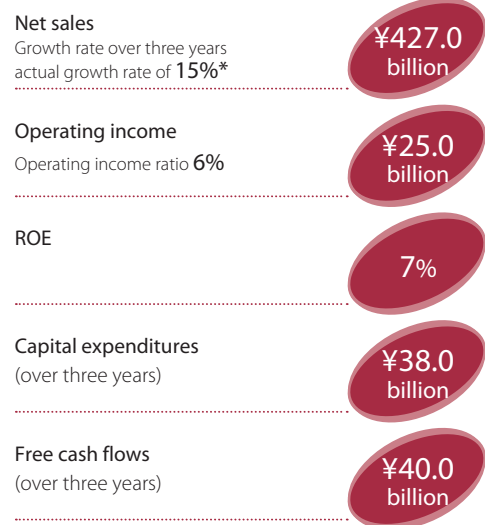 Net sales
Growth rate over three years
actual growth rate of 15%*
¥427.0
billion
Operating income
Operating income ratio 6%
¥25.0
billion
ROE
7%
Capital expenditures
(over three years)
¥38.0
billion
Free cash flows
(over three years)
¥40.0
billion